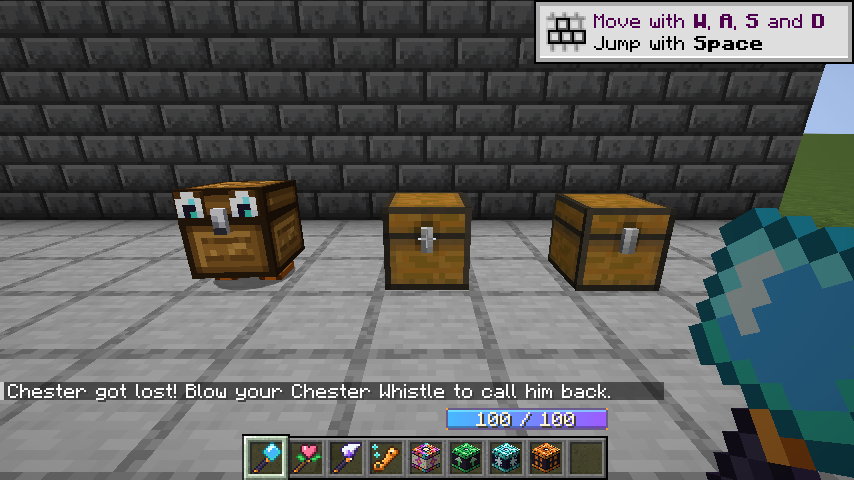 Move with W, A, S and D
Jump with Space
Chester got lost! Blow your Chester Whistle to call him back.
100 / 100